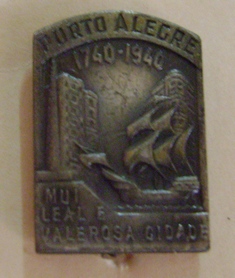 PORTO ALEGRE
1740-1940
MUI
LEAL E
VALEROSA CIDADE